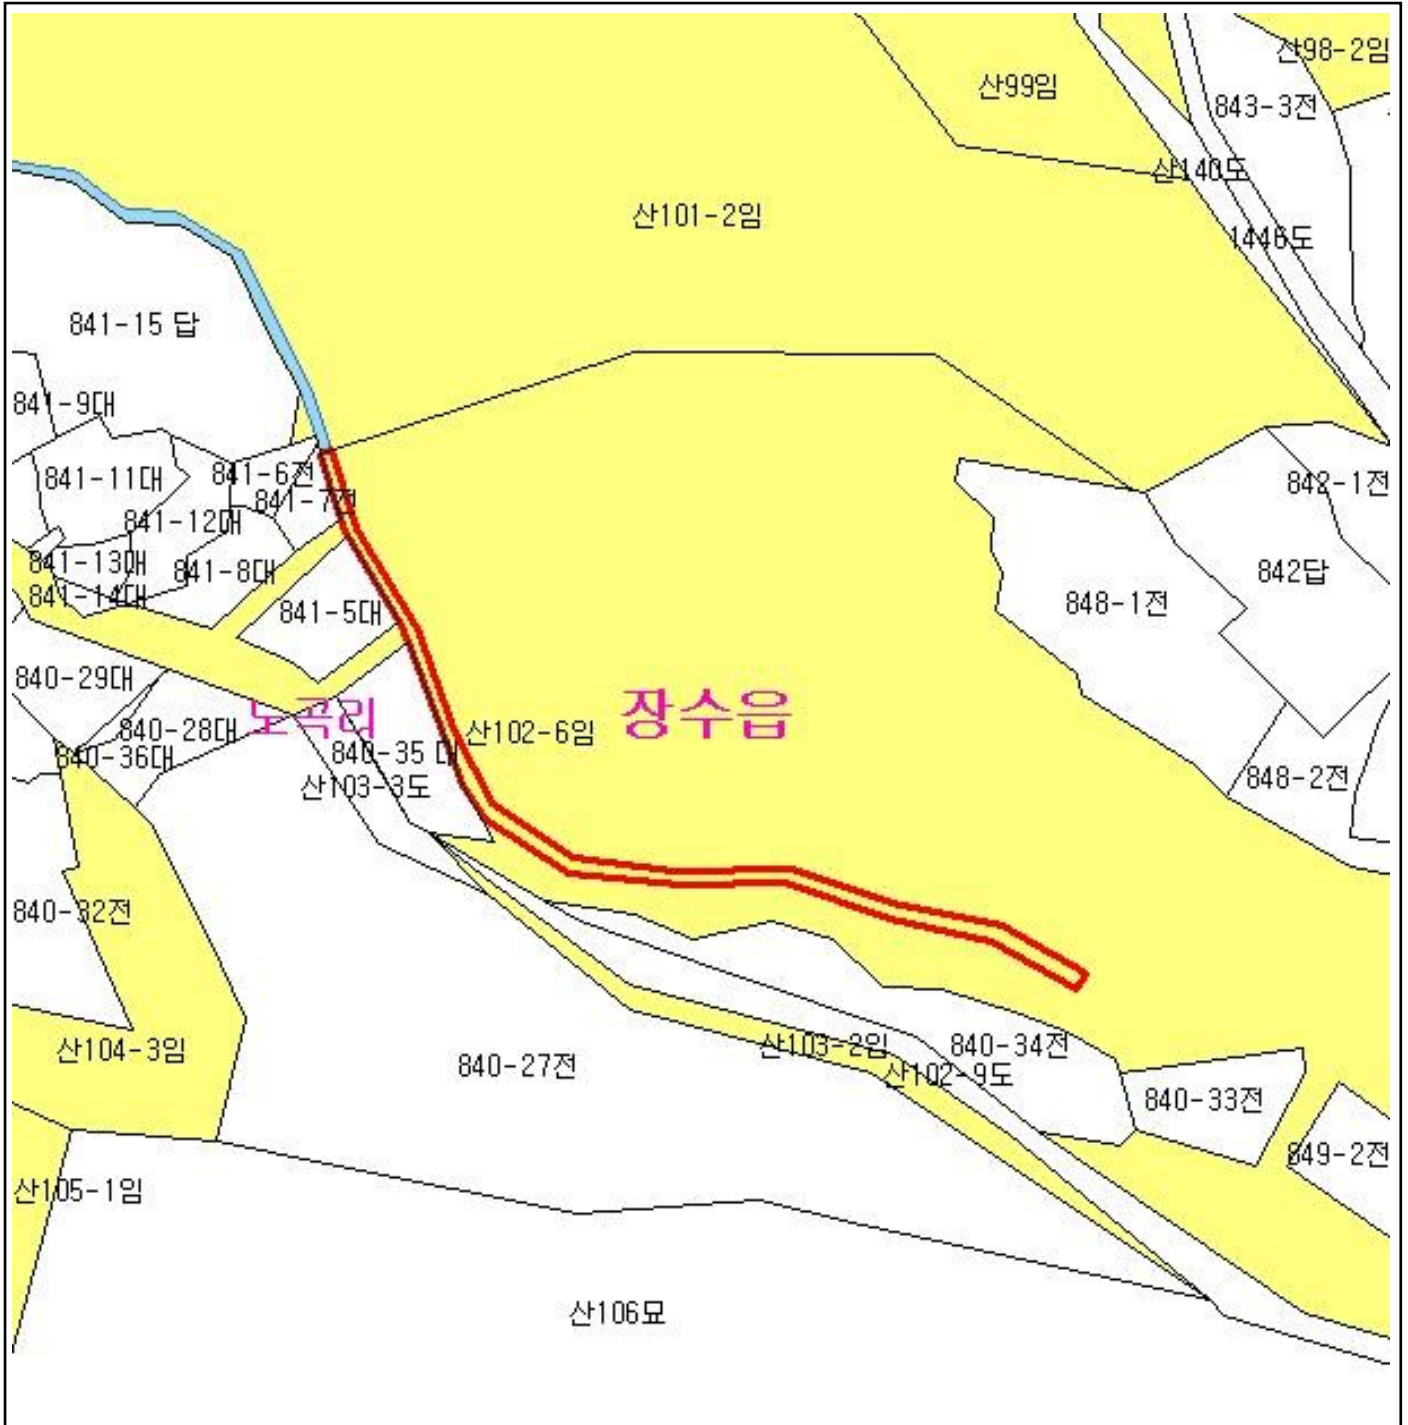 산98-2임
산99임
843-3전
산140도
산101-2임
1446도
841-15 답
841-9대
841-6전
841-11대
842-1전
841-7전
841-12대
841-13대
842답
841-8대
841-14대
848-1전
841-5대
840-29대
노곡리
장수읍
840-28대
산102-6임
840-35 대
840-36대
848-2전
산103-3도
840-32전
840-34전
산103-2임
산104-3임
840-27전
산102-9도
840-33전
849-2전
산105-1임
산106묘